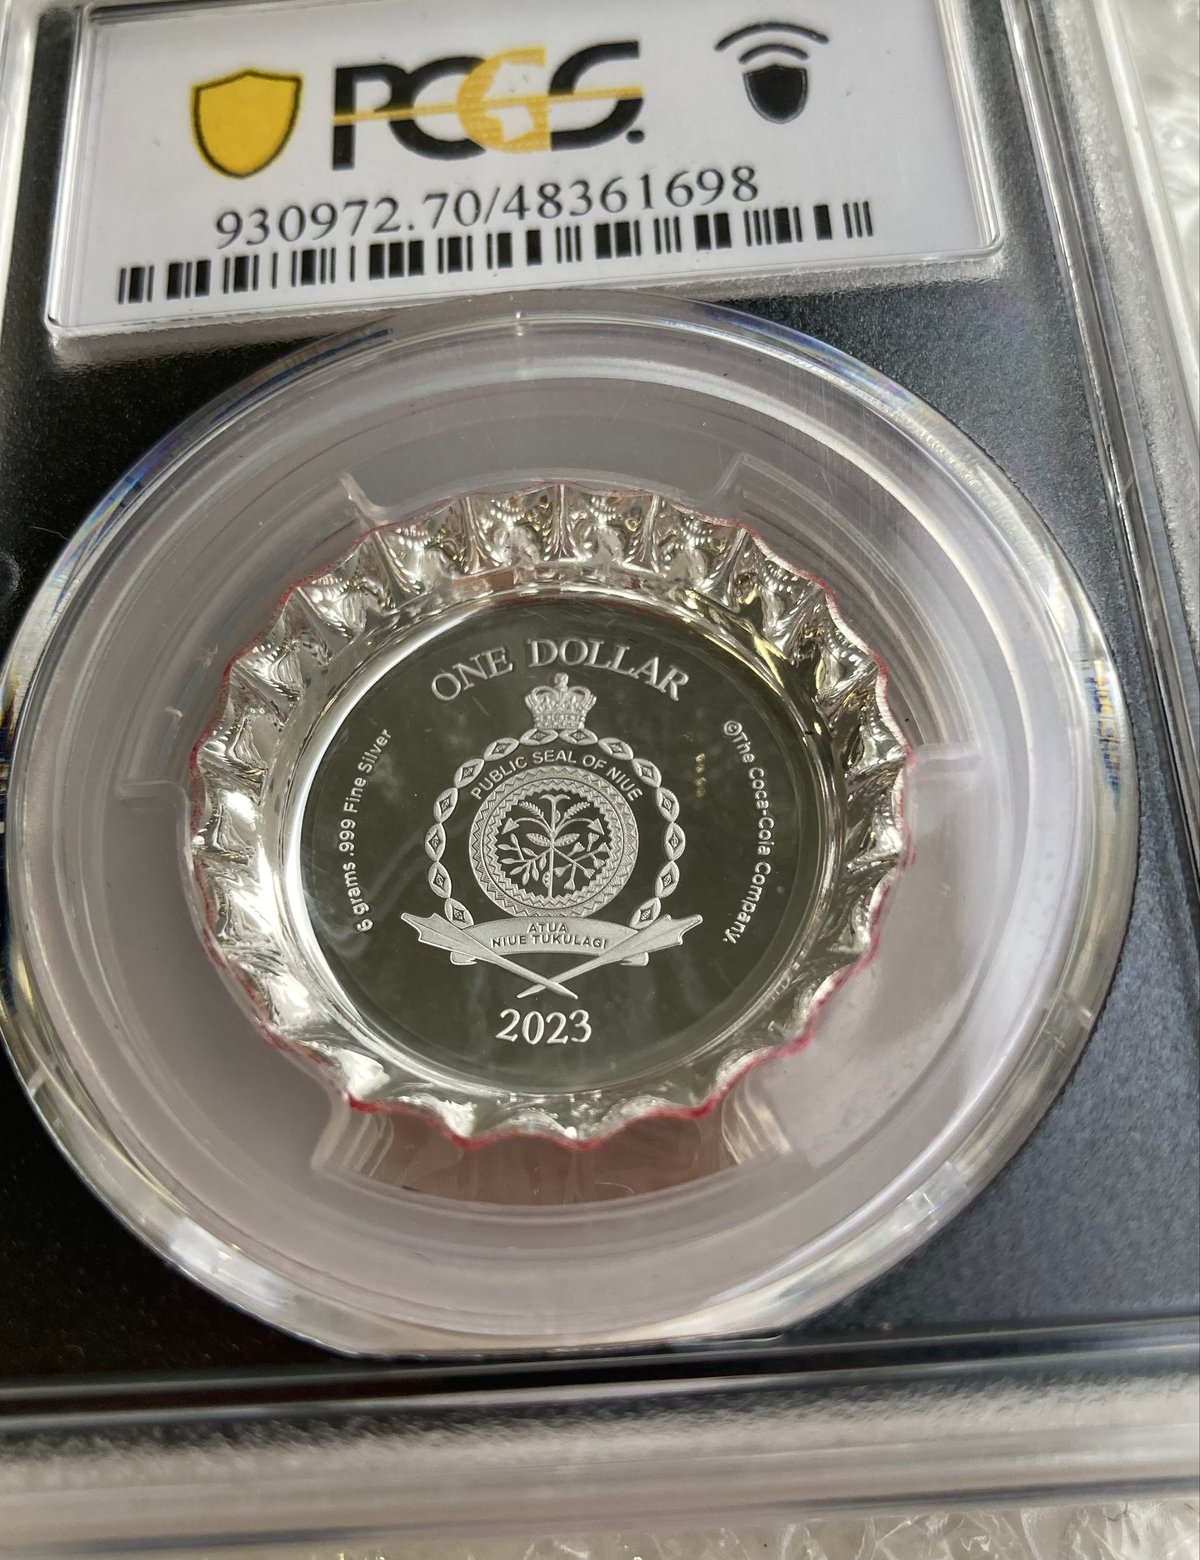 PCGS.
930972.70/48361698
ONE DOLLAR
PUBLIC SEAL OF NIUE
6 grams .999 Fine Silver
©The Coca-Cola Company.
ATUA
NIUE TUKULAGI
2023